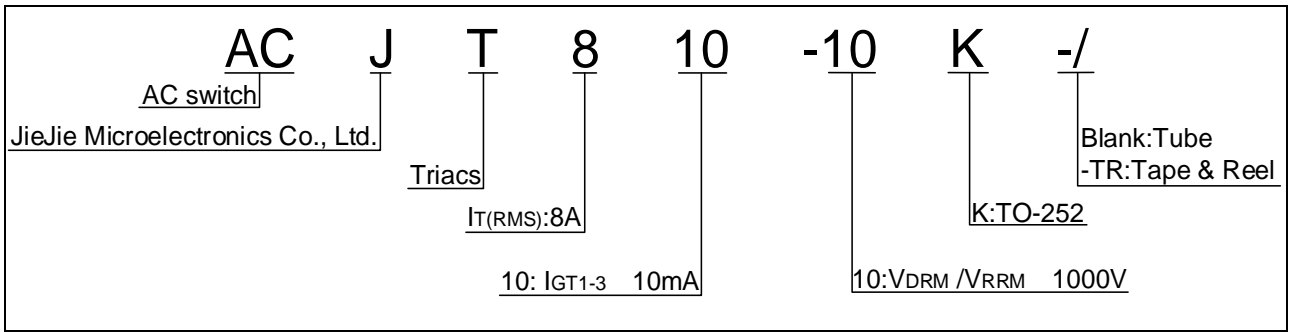 AC J T 8 10 -10 K -/
AC switch
JieJie Microelectronics Co., Ltd.
Blank:Tube
-TR:Tape & Reel
Triacs
IT(RMS):8A
K:TO-252
10: IGT1-3 10mA
10:VDRM /VRRM 1000V